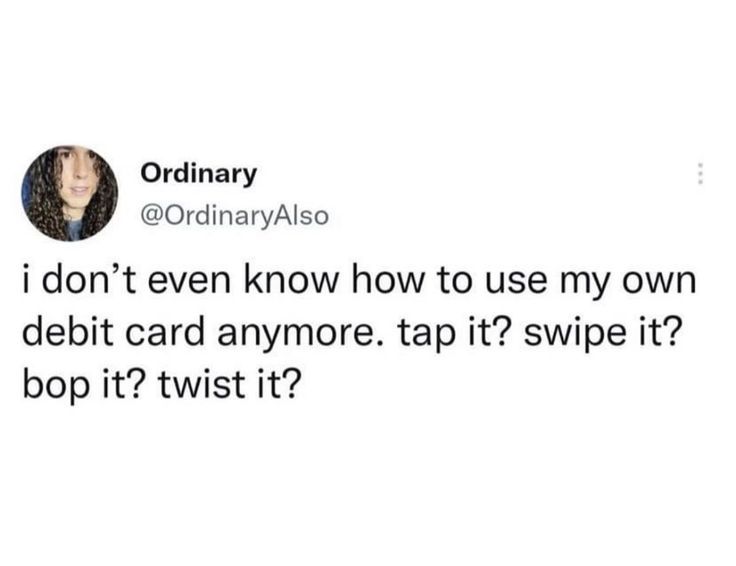 Ordinary
@OrdinaryAlso
i don’t even know how to use my own
debit card anymore. tap it? swipe it?
bop it? twist it?